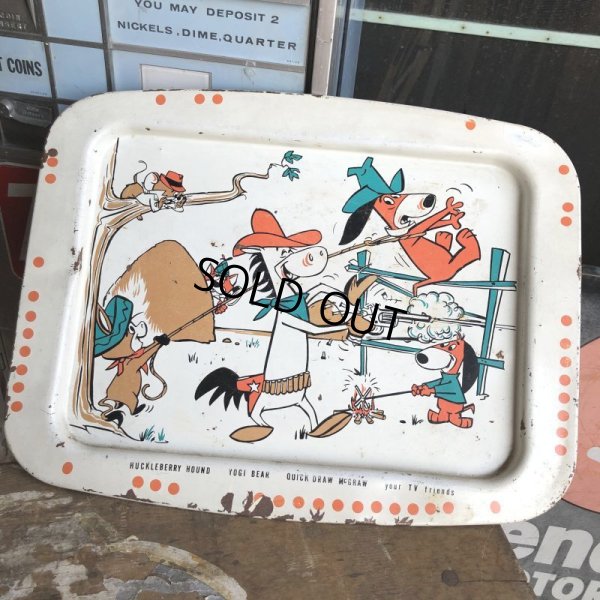 YOU MAY DEPOSIT 2
NICKELS, DIME, QUARTER
COINS
SOLD OUT
HUCKLEBERRY HOUND YOGI BEAR QUICK DRAW McGRAW your TV friends